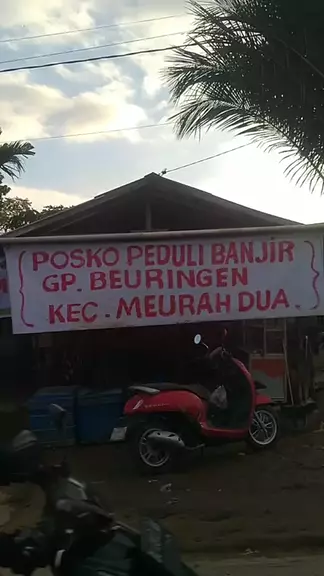 POSKO PEDULI BANJIR
GP. BEURINGEN
KEC. MEURAH DUA.